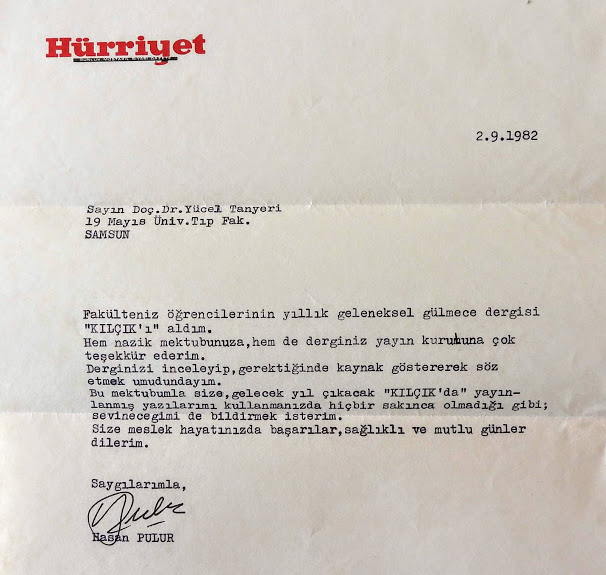 Hürriyet
2.9.1982
Sayın Doç.Dr.Yücel Tanyeri
19 Mayıs Üniv.Tıp Fak.
SAMSUN
Fakülteniz öğrencilerinin yıllık geleneksel gülmece dergisi
"KILÇIK'ı" aldım.
Hem nazik mektubunuza,hem de derginiz yayın kuruluna çok
teşekkür ederim.
Derginizi inceleyip,gerektiğinde kaynak göstererek söz
etmek umudundayım.
Bu mektubumla size,gelecek yıl çıkacak "KILÇIK'da" yayın-
lanmış yazılarımı kullanmanızda hiçbir sakınca olmadığı gibi;
sevineceğimi de bildirmek isterim.
Size meslek hayatınızda başarılar,sağlıklı ve mutlu günler
dilerim.
Saygılarımla,
Hasan PULUR